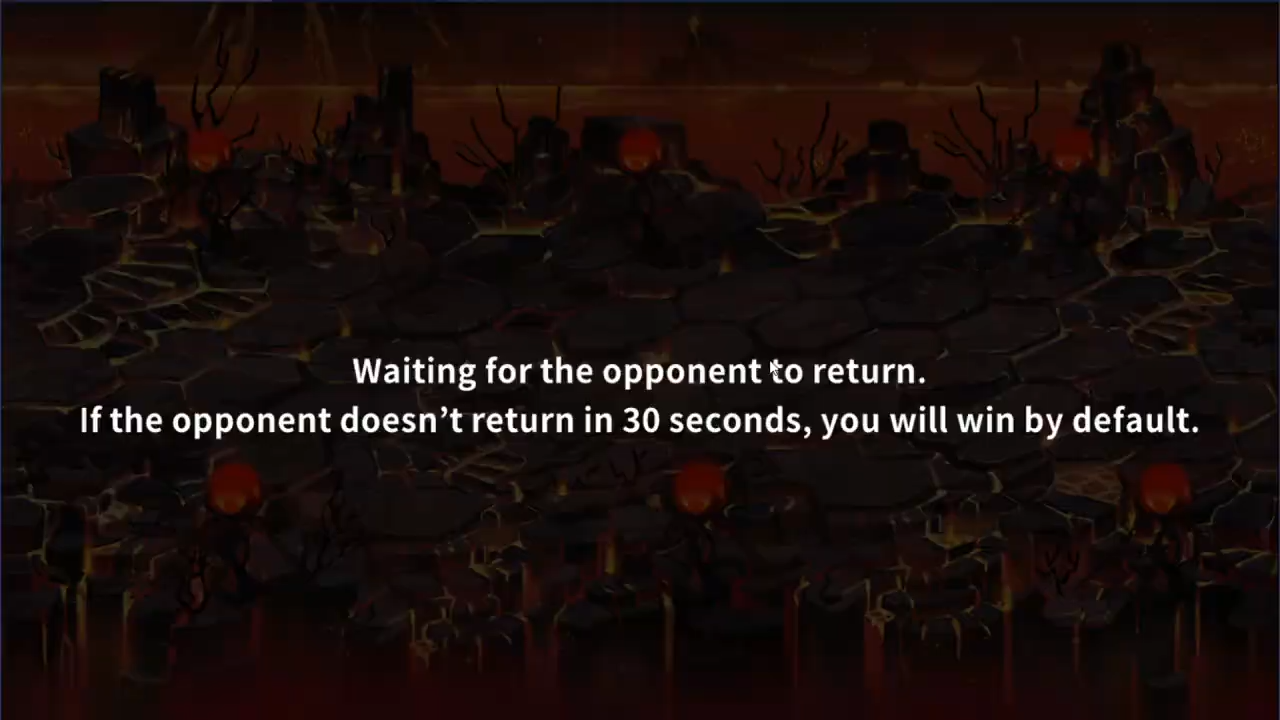 Waiting for the opponent to return.
If the opponent doesn’t return in 30 seconds, you will win by default.